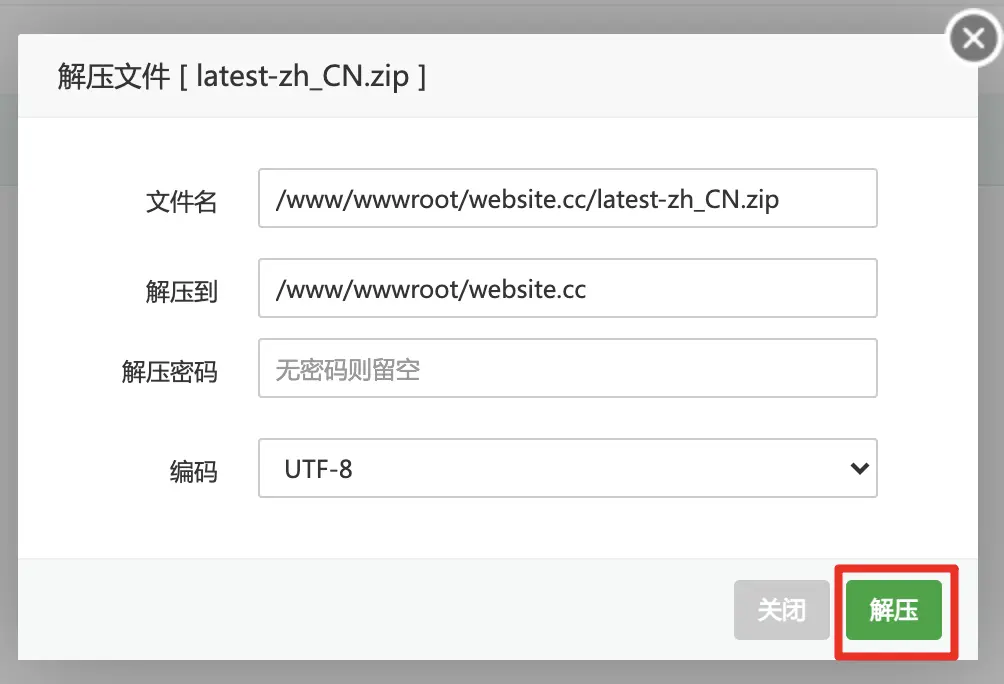 解压文件 [ latest-zh_CN.zip ]
文件名 /www/wwwroot/website.cc/latest-zh_CN.zip
解压到 /www/wwwroot/website.cc
解压密码 无密码则留空
编码 UTF-8
关闭 解压